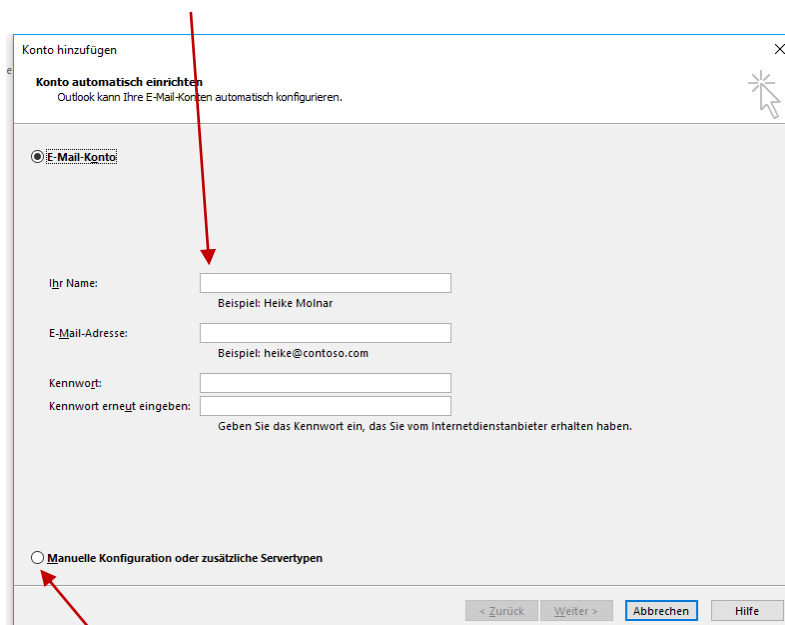 Konto hinzufügen
Konto automatisch einrichten
Outlook kann Ihre E-Mail-Konten automatisch konfigurieren.
E-Mail-Konto
Ihr Name:
Beispiel: Heike Molnar
E-Mail-Adresse:
Beispiel: heike@contoso.com
Kennwort:
Kennwort erneut eingeben:
Geben Sie das Kennwort ein, das Sie vom Internetdienstanbieter erhalten haben.
Manuelle Konfiguration oder zusätzliche Servertypen
< Zurück Weiter > Abbrechen Hilfe